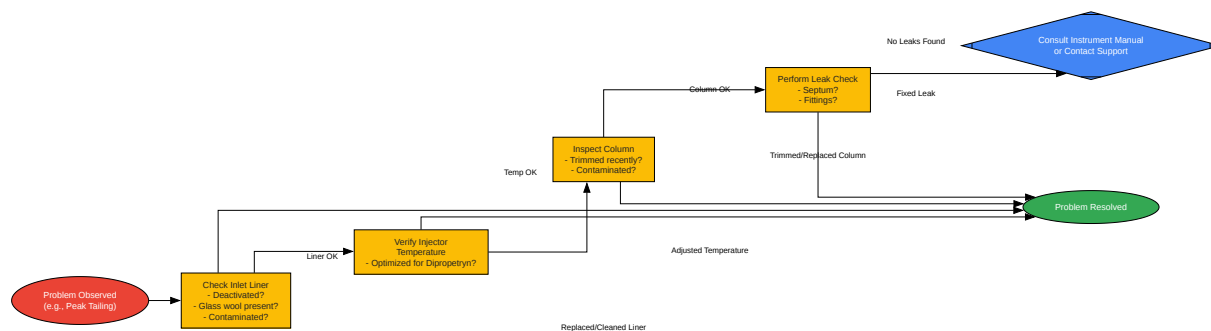 Problem Observed
(e.g., Peak Tailing)
Check Inlet Liner
- Deactivated?
- Glass wool present?
- Contaminated?
Liner OK
Verify Injector
Temperature
- Optimized for Dipropetryn?
Temp OK
Inspect Column
- Trimmed recently?
- Contaminated?
Column OK
Perform Leak Check
- Septum?
- Fittings?
No Leaks Found
Consult Instrument Manual
or Contact Support
Fixed Leak
Trimmed/Replaced Column
Problem Resolved
Adjusted Temperature
Replaced/Cleaned Liner